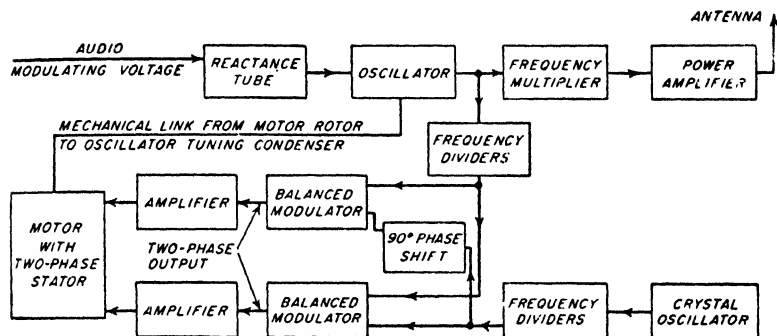 ANTENNA
AUDIO
MODULATING VOLTAGE
REACTANCE
TUBE
OSCILLATOR
FREQUENCY
MULTIPLIER
POWER
AMPLIFIER
MECHANICAL LINK FROM MOTOR ROTOR
TO OSCILLATOR TUNING CONDENSER
FREQUENCY
DIVIDERS
MOTOR
WITH
TWO-PHASE
STATOR
AMPLIFIER
BALANCED
MODULATOR
TWO-PHASE
OUTPUT
90° PHASE
SHIFT
AMPLIFIER
BALANCED
MODULATOR
FREQUENCY
DIVIDERS
CRYSTAL
OSCILLATOR